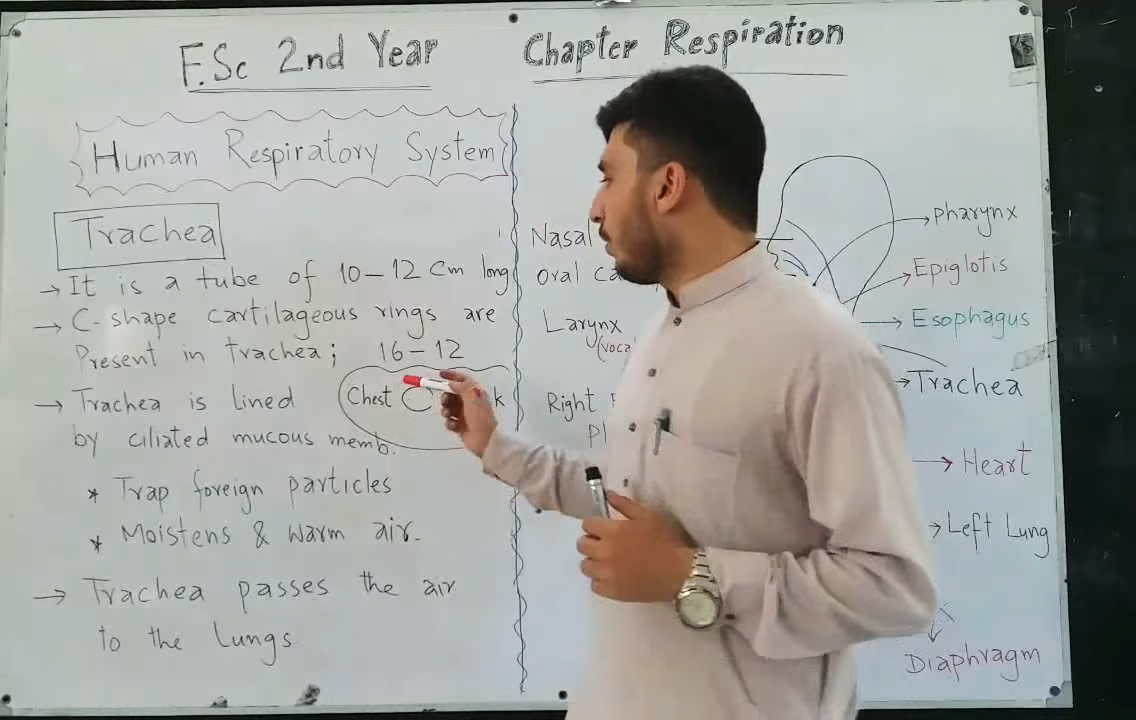 F.Sc 2nd Year
Chapter Respiration
Human Respiratory System
Trachea
→ It is a tube of 10-12 Cm long
→ C-shape cartilageous rings are
Present in trachea; 16-12
→ Trachea is lined
by ciliated mucous memb.
Chest
* Trap foreign particles
* Moistens & warm air.
→ Trachea passes the air
to the Lungs
Nasal
oral
Larynx
Right
Pharynx
Epiglotis
Esophagus
Trachea
Heart
Left Lung
Diaphragm